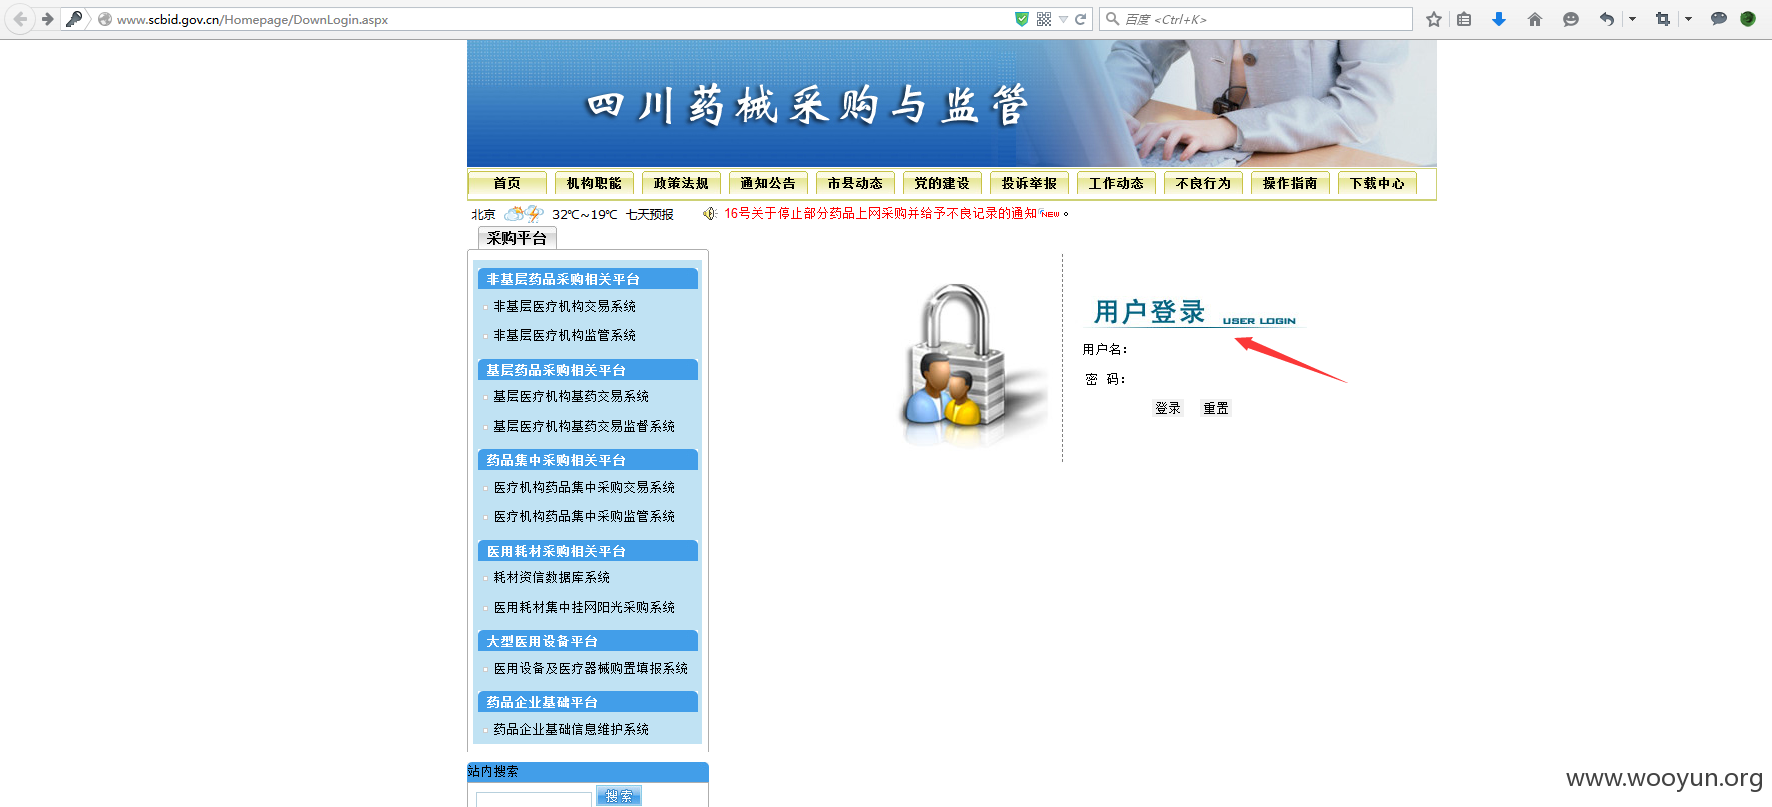 www.scbid.gov.cn/Homepage/DownLogin.aspx
百度 <Ctrl+K>
四川药械采购与监管
首页 机构职能 政策法规 通知公告 市县动态 党的建设 投诉举报 工作动态 不良行为 操作指南 下载中心
北京 32℃~19℃ 七天预报 16号关于停止部分药品上网采购并给予不良记录的通知 NEW 。
采购平台
非基层药品采购相关平台
非基层医疗机构交易系统
非基层医疗机构监管系统
基层药品采购相关平台
基层医疗机构基药交易系统
基层医疗机构基药交易监督系统
药品集中采购相关平台
医疗机构药品集中采购交易系统
医疗机构药品集中采购监管系统
医用耗材采购相关平台
耗材资信数据库系统
医用耗材集中挂网阳光采购系统
大型医用设备平台
医用设备及医疗器械购置填报系统
药品企业基础平台
药品企业基础信息维护系统
站内搜索
搜索
用户登录 USER LOGIN
用户名：
密 码：
登录 重置
www.wooyun.org